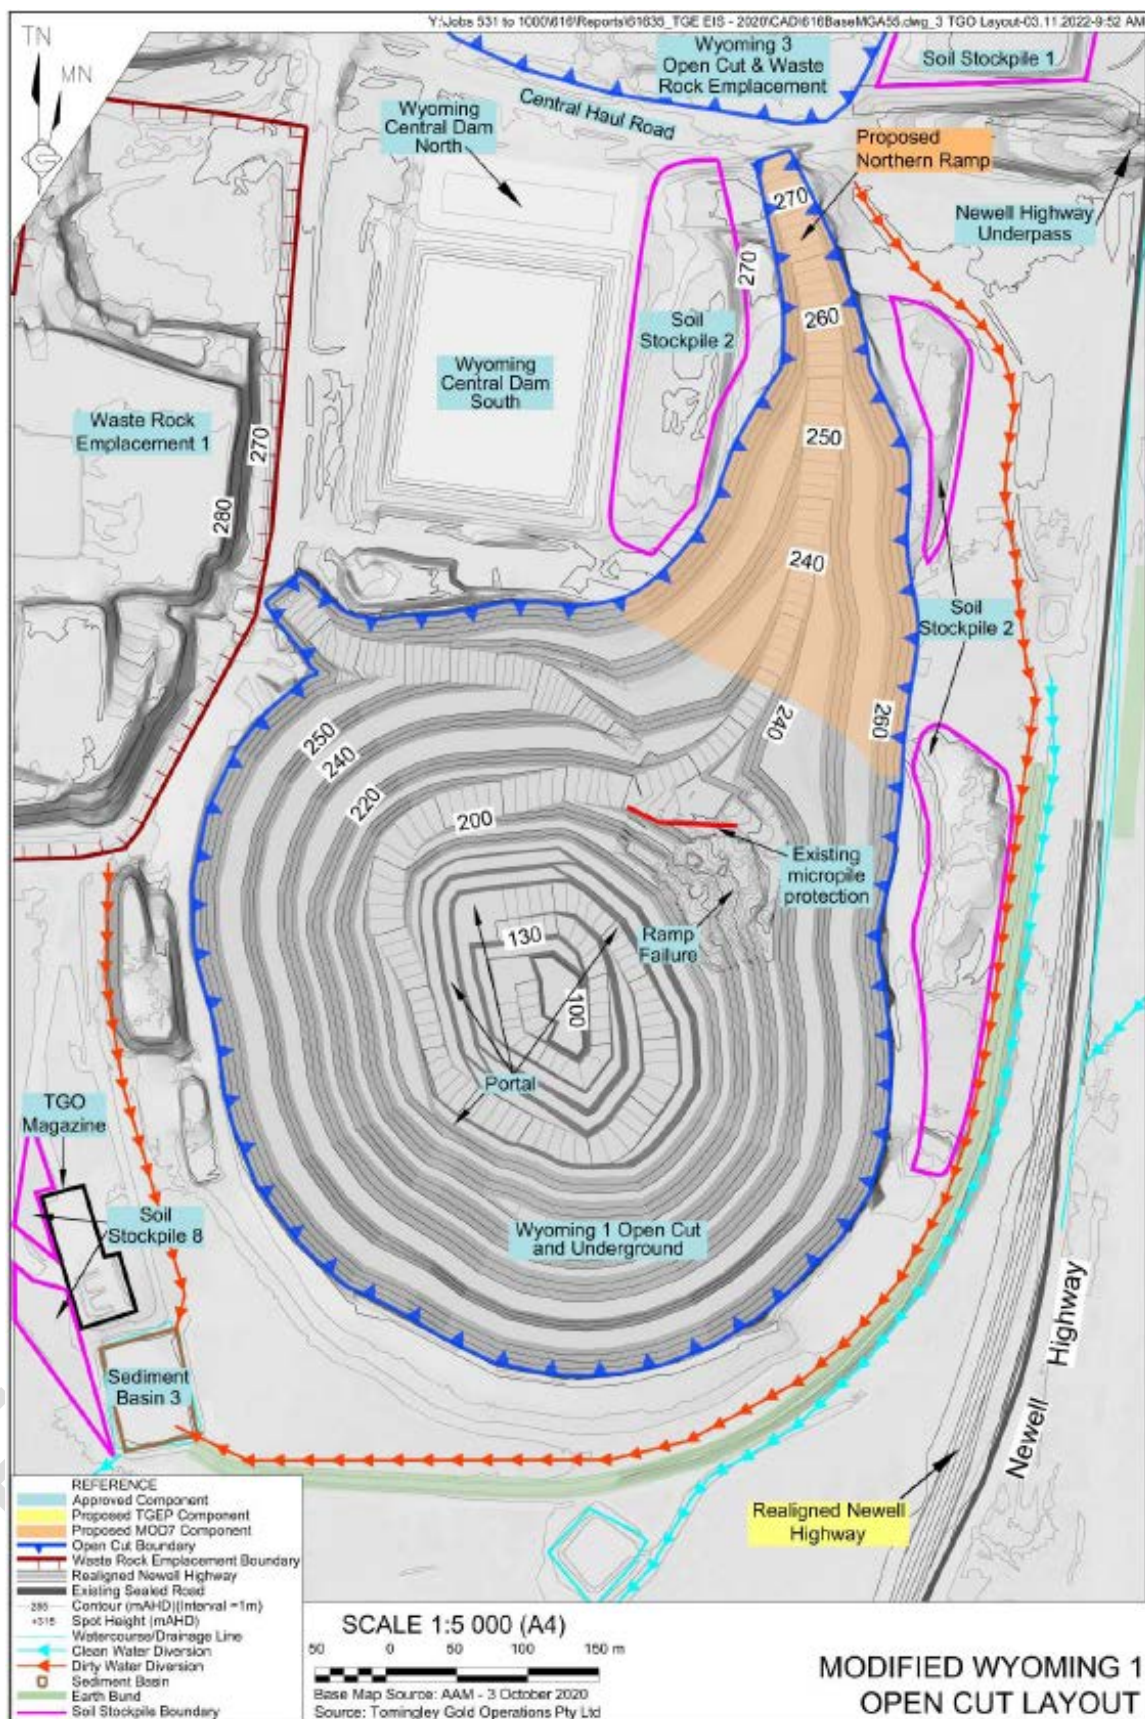 Y:\Jobs 531 to 1000\616\Reports\61635_TGE EIS - 2020\CAD\616BaseMGA55.dwg_3 TGO Layout-03.11.2022-9:52 AM
TN
MN
Wyoming 3
Open Cut & Waste
Rock Emplacement
Soil Stockpile 1
Central Haul Road
Wyoming
Central Dam
North
Proposed
Northern Ramp
Newell Highway
Underpass
270
270
260
Soil
Stockpile 2
Wyoming
Central Dam
South
Waste Rock
Emplacement 1
270
280
250
240
Soil
Stockpile 2
250
240
220
200
240
260
Existing
micropile
protection
Ramp
Failure
130
100
Portal
TGO
Magazine
Soil
Stockpile 8
Wyoming 1 Open Cut
and Underground
Sediment
Basin 3
Newell Highway
Realigned Newell
Highway
REFERENCE
Approved Component
Proposed TGEP Component
Proposed MOD7 Component
Open Cut Boundary
Waste Rock Emplacement Boundary
Realigned Newell Highway
Existing Sealed Road
Contour (mAHD)(Interval =1m)
+315 Spot Height (mAHD)
Watercourse/Drainage Line
Clean Water Diversion
Dirty Water Diversion
Sediment Basin
Earth Bund
Soil Stockpile Boundary
SCALE 1:5 000 (A4)
50 0 50 100 150 m
Base Map Source: AAM - 3 October 2020
Source: Tomingley Gold Operations Pty Ltd
MODIFIED WYOMING 1
OPEN CUT LAYOUT